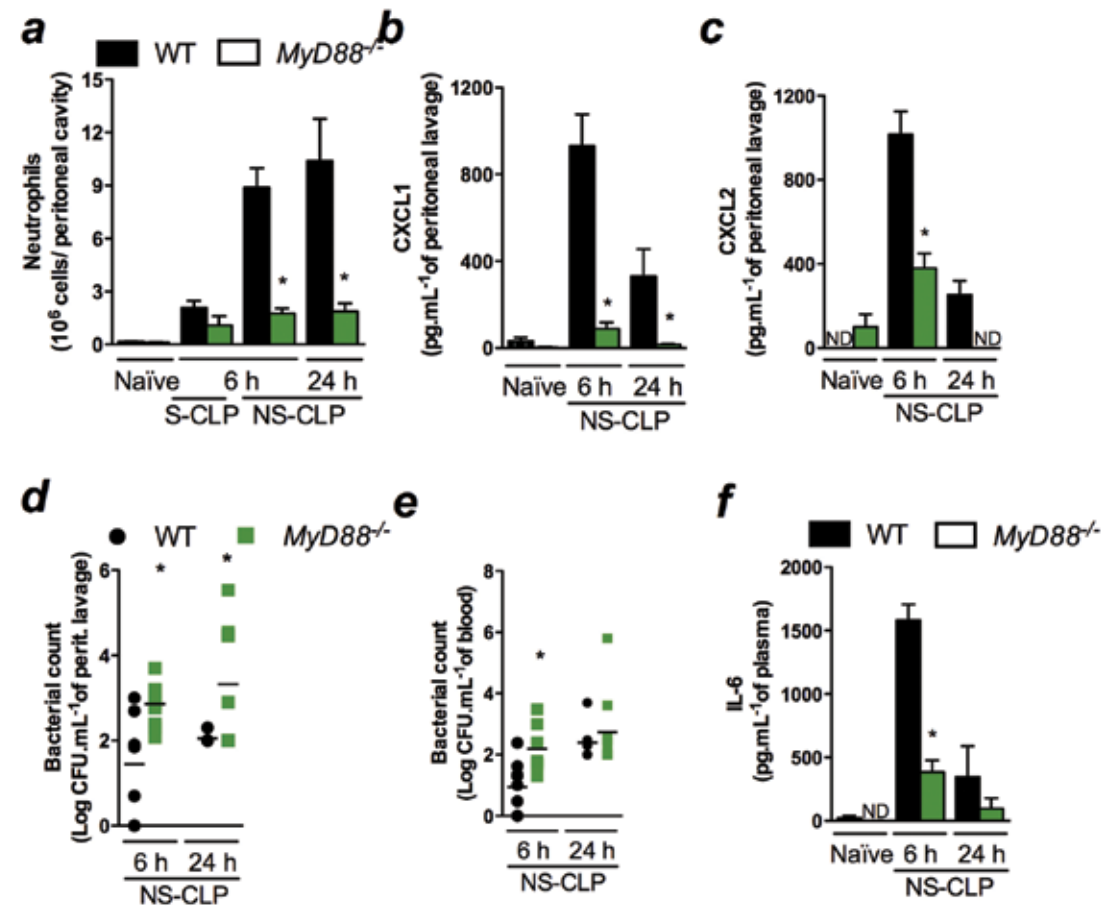 a
WT MyD88-/-
Neutrophils
(10⁶ cells/ peritoneal cavity)
15
12
9
6
3
0
* *
Naïve 6 h 24 h
S-CLP NS-CLP
b
CXCL1
(pg.mL⁻¹of peritoneal lavage)
1200
800
400
0
* *
Naïve 6 h 24 h
NS-CLP
c
CXCL2
(pg.mL⁻¹of peritoneal lavage)
1200
800
400
0
*
ND ND
Naïve 6 h 24 h
NS-CLP
d
WT MyD88-/-
Bacterial count
(Log CFU.mL⁻¹of perit. lavage)
6
4
2
0
* *
6 h 24 h
NS-CLP
e
Bacterial count
(Log CFU.mL⁻¹of blood)
8
6
4
2
0
*
6 h 24 h
NS-CLP
f
WT MyD88-/-
IL-6
(pg.mL⁻¹of plasma)
2000
1500
1000
500
0
*
ND
Naïve 6 h 24 h
NS-CLP